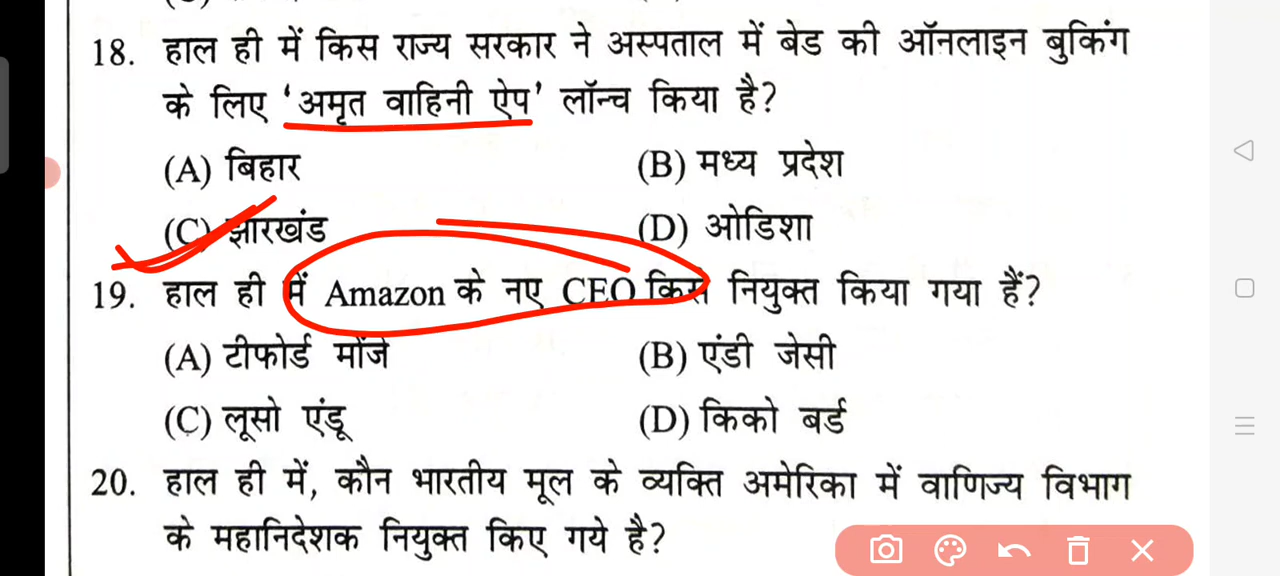 18. हाल ही में किस राज्य सरकार ने अस्पताल में बेड की ऑनलाइन बुकिंग
के लिए ‘अमृत वाहिनी ऐप’ लॉन्च किया है?
(A) बिहार (B) मध्य प्रदेश
(C) झारखंड (D) ओडिशा
19. हाल ही में Amazon के नए CEO किसे नियुक्त किया गया हैं?
(A) टीफोर्ड मोंजे (B) एंडी जेसी
(C) लूसो एंडू (D) किको बर्ड
20. हाल ही में, कौन भारतीय मूल के व्यक्ति अमेरिका में वाणिज्य विभाग
के महानिदेशक नियुक्त किए गये है?